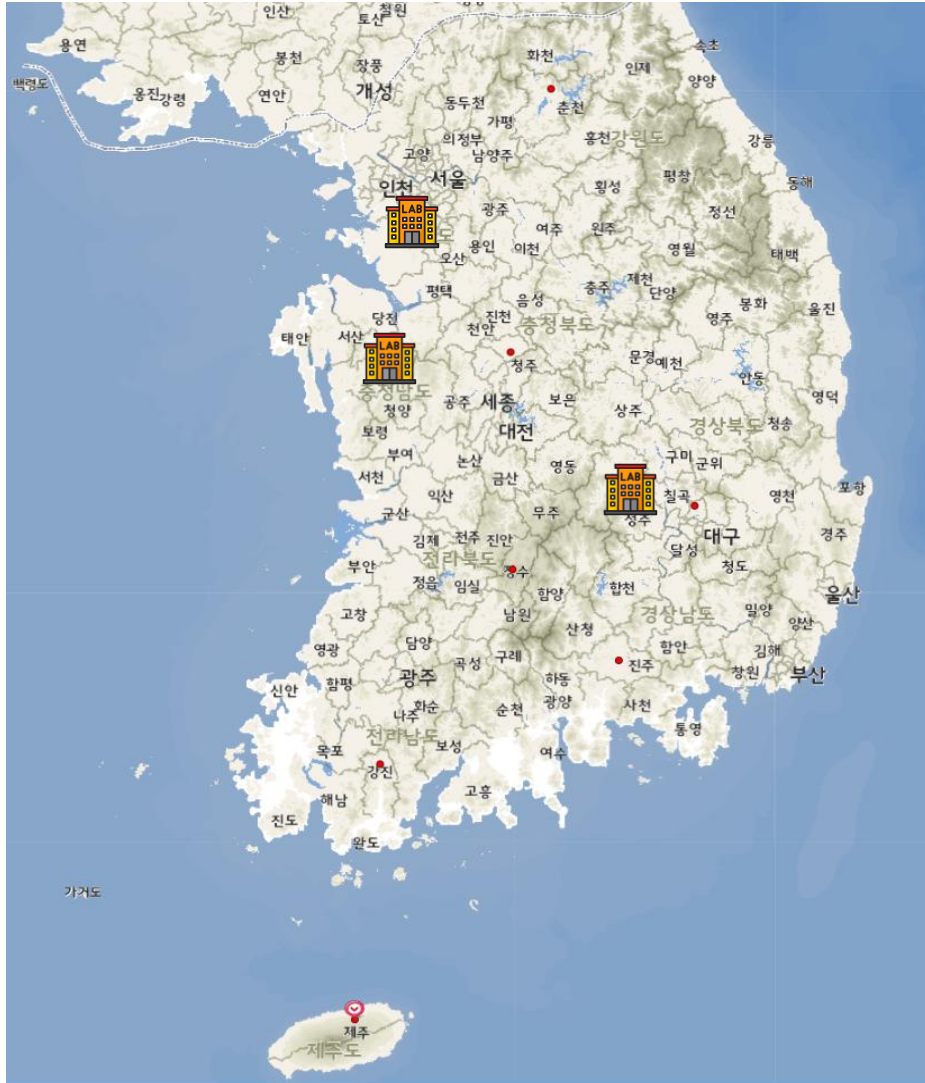 인산
토산
철원
용연
봉천
장풍
화천
속초
인제
양양
백령도
옹진
강령
연안
개성
동두천
춘천
가평
의정부
홍천
강원도
강릉
고양
남양주
인천
서울
평창
동해
횡성
광주
여주
원주
정선
LAB
도
용인
의천
영월
오산
태백
제천
충주
단양
평택
음성
봉화
울진
당진
진천
충청북도
영주
태안
서산
천안
LAB
청주
문경
예천
안동
충청남도
공주
세종
보은
영덕
청양
상주
경상북도
청송
보령
대전
부여
논산
영동
구미
군위
LAB
서천
금산
칠곡
영천
포항
익산
무주
군산
성주
대구
경주
김제
전주
진안
달성
전라북도
부안
장수
청도
정읍
임실
함양
합천
울산
고창
남원
경상남도
밀양
산청
양산
영광
담양
구례
함안
김해
곡성
진주
광주
하동
창원
부산
신안
함평
화순
순천
광양
사천
나주
통영
전라남도
목포
보성
여수
강진
해남
고흥
진도
완도
가거도
제주
제주도